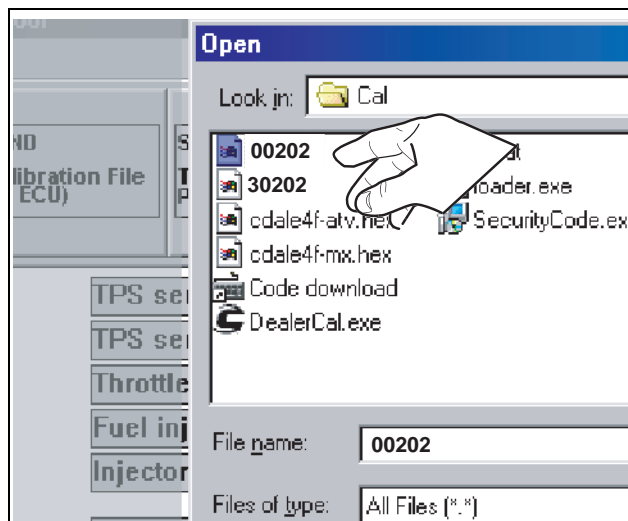 Open
Look in: Cal
00202
30202
loader.exe
cdale4f-atv.hex
SecurityCode.ex
cdale4f-mx.hex
Code download
DealerCal.exe
File name: 00202
Files of type: All Files (*.*)
libration File
ECU)
TPS se
TPS se
Throttle
Fuel inj
Injector